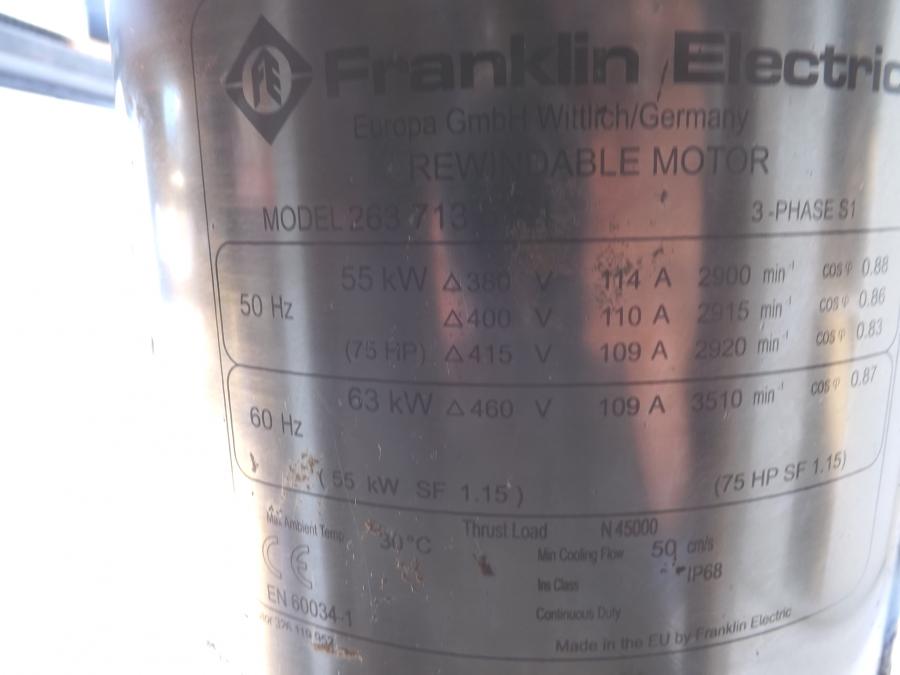 FE Franklin Electric
Europa GmbH Wittlich/Germany
REWINDABLE MOTOR
MODEL 263 713 3-PHASE S1
50 Hz
55 kW Δ380 V 114 A 2900 min⁻¹ cos φ 0.88
Δ400 V 110 A 2915 min⁻¹ cos φ 0.86
(75 HP) Δ415 V 109 A 2920 min⁻¹ cos φ 0.83
60 Hz
63 kW Δ460 V 109 A 3510 min⁻¹ cos φ 0.87
(55 kW SF 1.15) (75 HP SF 1.15)
Max Ambient Temp. 30°C Thrust Load N 45000
CE
Min Cooling Flow 50 cm/s
Ins Class IP68
EN 60034-1
Continuous Duty
Made in the EU by Franklin Electric